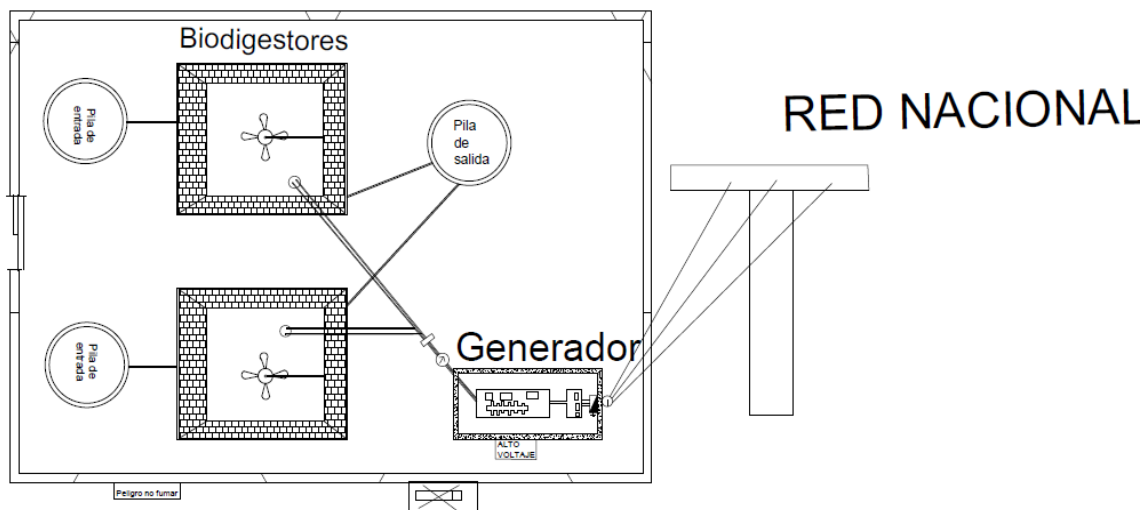 Biodigestores
RED NACIONAL
Pila de
entrada
Pila
de
salida
Generador
Pila de
entrada
ALTO
VOLTAJE
Peligro no fumar